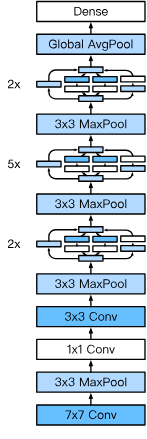 Dense
Global AvgPool
2x
3x3 MaxPool
5x
3x3 MaxPool
2x
3x3 MaxPool
3x3 Conv
1x1 Conv
3x3 MaxPool
7x7 Conv